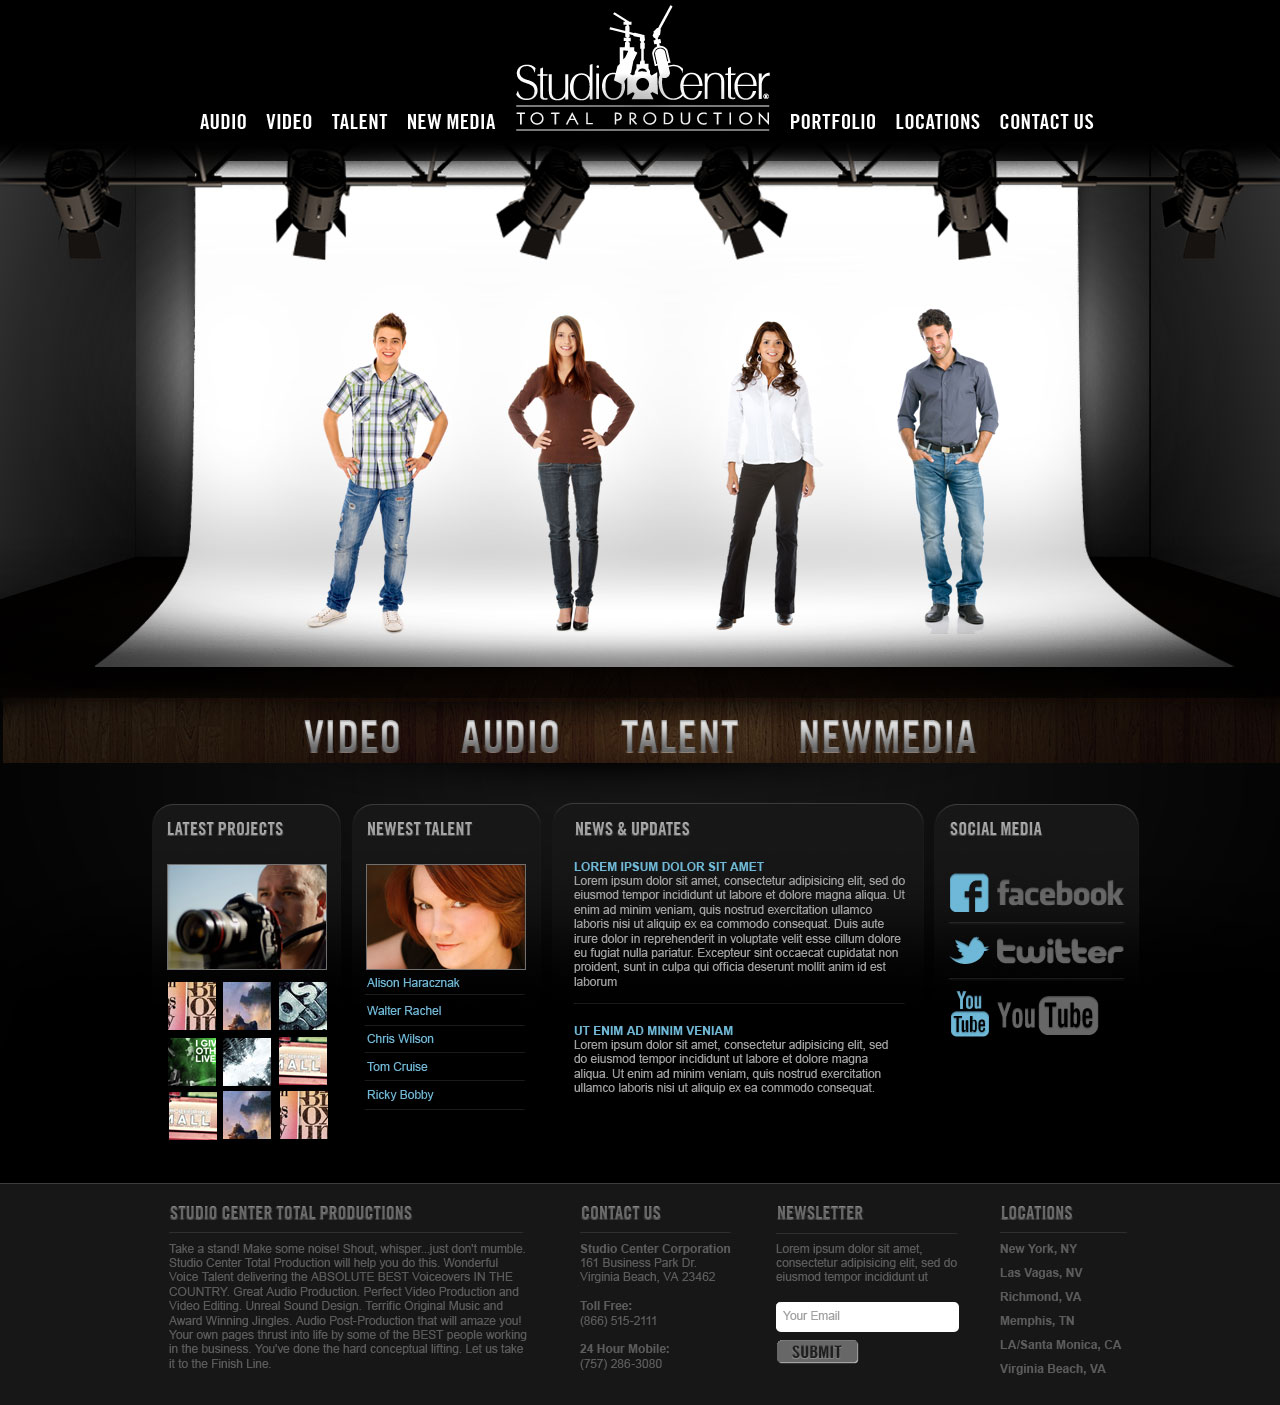 Studio Center®
TOTAL PRODUCTION
AUDIO VIDEO TALENT NEW MEDIA PORTFOLIO LOCATIONS CONTACT US
VIDEO AUDIO TALENT NEWMEDIA
LATEST PROJECTS
I GIV
OTH
LIVE
MALL
MALL
NEWEST TALENT
Alison Haracznak
Walter Rachel
Chris Wilson
Tom Cruise
Ricky Bobby
NEWS & UPDATES
LOREM IPSUM DOLOR SIT AMET
Lorem ipsum dolor sit amet, consectetur adipisicing elit, sed do
eiusmod tempor incididunt ut labore et dolore magna aliqua. Ut
enim ad minim veniam, quis nostrud exercitation ullamco
laboris nisi ut aliquip ex ea commodo consequat. Duis aute
irure dolor in reprehenderit in voluptate velit esse cillum dolore
eu fugiat nulla pariatur. Excepteur sint occaecat cupidatat non
proident, sunt in culpa qui officia deserunt mollit anim id est
laborum
UT ENIM AD MINIM VENIAM
Lorem ipsum dolor sit amet, consectetur adipisicing elit, sed
do eiusmod tempor incididunt ut labore et dolore magna
aliqua. Ut enim ad minim veniam, quis nostrud exercitation
ullamco laboris nisi ut aliquip ex ea commodo consequat.
SOCIAL MEDIA
f facebook
twitter
You Tube YouTube
STUDIO CENTER TOTAL PRODUCTIONS
Take a stand! Make some noise! Shout, whisper...just don't mumble.
Studio Center Total Production will help you do this. Wonderful
Voice Talent delivering the ABSOLUTE BEST Voiceovers IN THE
COUNTRY. Great Audio Production. Perfect Video Production and
Video Editing. Unreal Sound Design. Terrific Original Music and
Award Winning Jingles. Audio Post-Production that will amaze you!
Your own pages thrust into life by some of the BEST people working
in the business. You've done the hard conceptual lifting. Let us take
it to the Finish Line.
CONTACT US
Studio Center Corporation
161 Business Park Dr.
Virginia Beach, VA 23462
Toll Free:
(866) 515-2111
24 Hour Mobile:
(757) 286-3080
NEWSLETTER
Lorem ipsum dolor sit amet,
consectetur adipisicing elit, sed do
eiusmod tempor incididunt ut
Your Email
SUBMIT
LOCATIONS
New York, NY
Las Vegas, NV
Richmond, VA
Memphis, TN
LA/Santa Monica, CA
Virginia Beach, VA